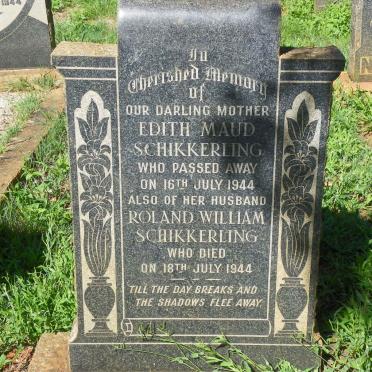 1944
In
Cherished Memory
of
OUR DARLING MOTHER
EDITH MAUD
SCHIKKERLING
WHO PASSED AWAY
ON 16TH JULY 1944
ALSO OF HER HUSBAND
ROLAND WILLIAM
SCHIKKERLING
WHO DIED
ON 18TH JULY 1944
TILL THE DAY BREAKS AND
THE SHADOWS FLEE AWAY.